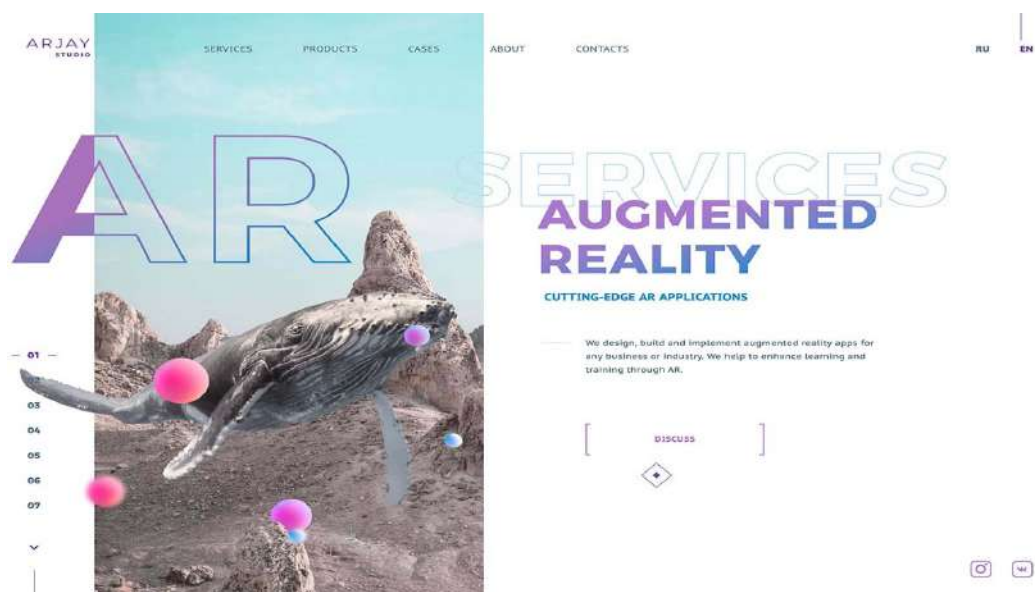 ARJAY
STUDIO
SERVICES PRODUCTS CASES ABOUT CONTACTS RU EN
AR
SERVICES
AUGMENTED
REALITY
CUTTING-EDGE AR APPLICATIONS
We design, build and implement augmented reality apps for
any business or industry. We help to enhance learning and
training through AR.
DISCUSS
01
02
03
04
05
06
07